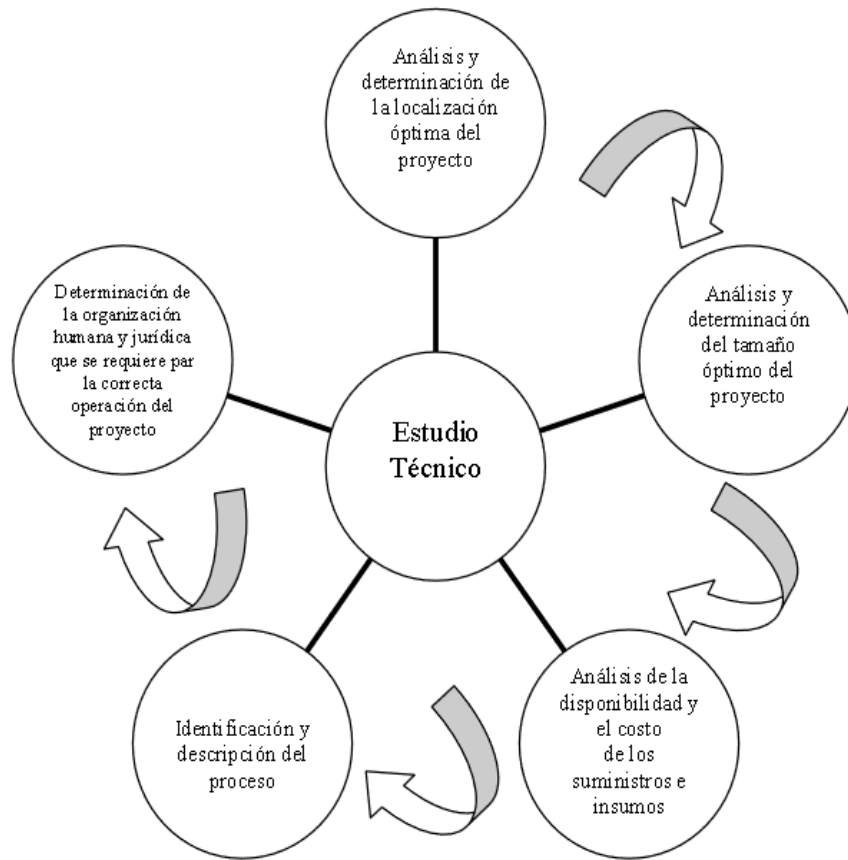 Análisis y
determinación de
la localización
óptima del
proyecto
Análisis y
determinación
del tamaño
óptimo del
proyecto
Análisis de la
disponibilidad y
el costo
de los
suministros e
insumos
Identificación y
descripción del
proceso
Determinación de
la organización
humana y jurídica
que se requiere par
la correcta
operación del
proyecto
Estudio
Técnico